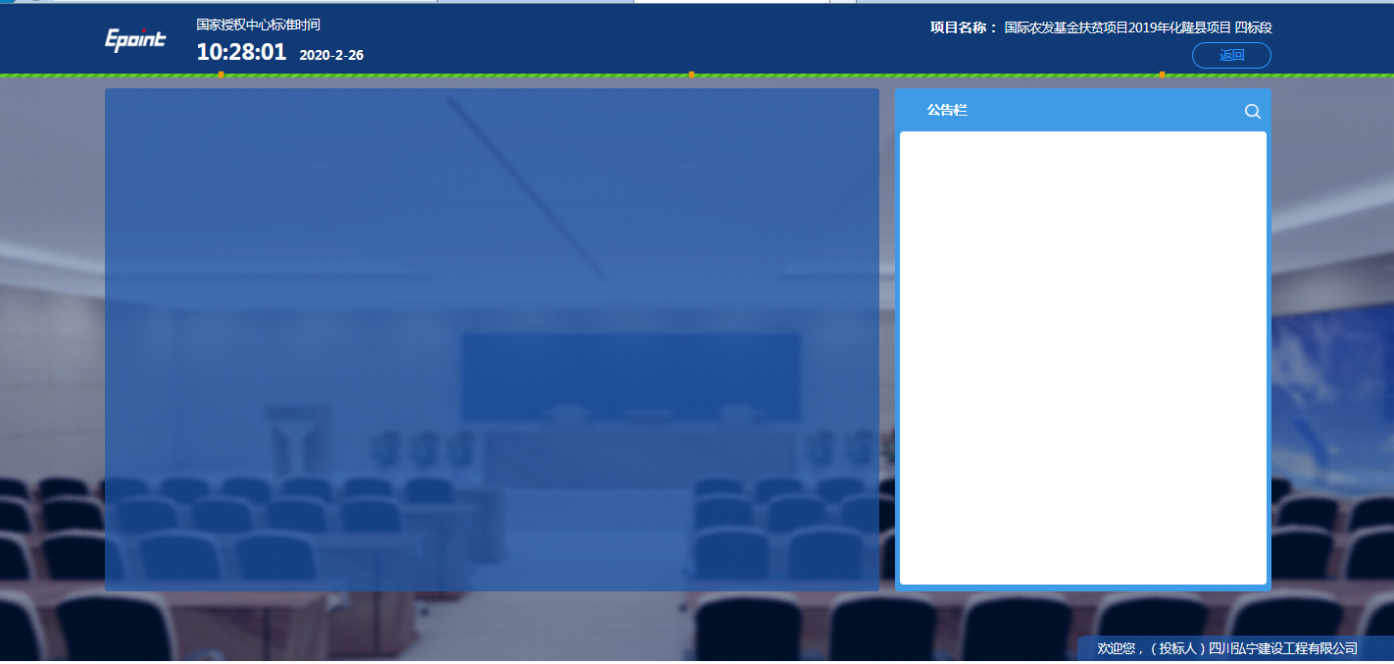 Epoint
国家授权中心标准时间
10:28:01 2020-2-26
项目名称： 国际农发基金扶贫项目2019年化隆县项目 四标段
返回
公告栏
欢迎您，（投标人）四川弘宁建设工程有限公司